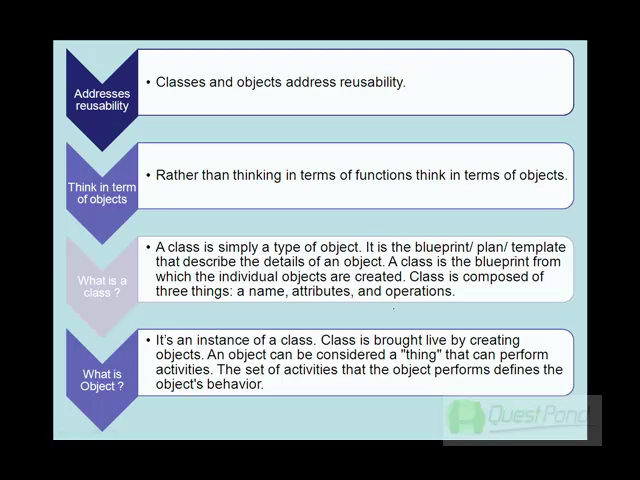 Addresses
reusability
• Classes and objects address reusability.
Think in term
of objects
• Rather than thinking in terms of functions think in terms of objects.
What is a
class ?
• A class is simply a type of object. It is the blueprint/ plan/ template
that describe the details of an object. A class is the blueprint from
which the individual objects are created. Class is composed of
three things: a name, attributes, and operations.
What is
Object ?
• It’s an instance of a class. Class is brought live by creating
objects. An object can be considered a "thing" that can perform
activities. The set of activities that the object performs defines the
object's behavior.
QuestPond